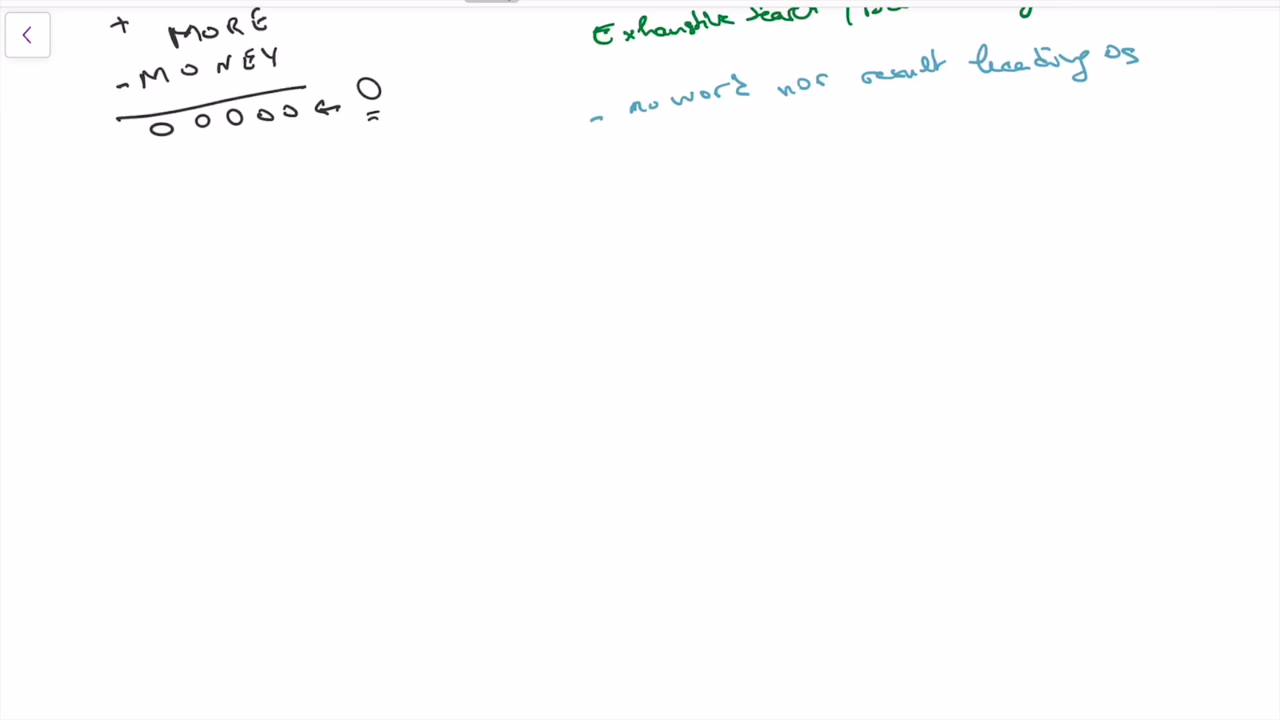 + MORE
- MONEY
0 0 0 0 0 ← 0
=
Exhaustive search
- no word nor result leading 0s